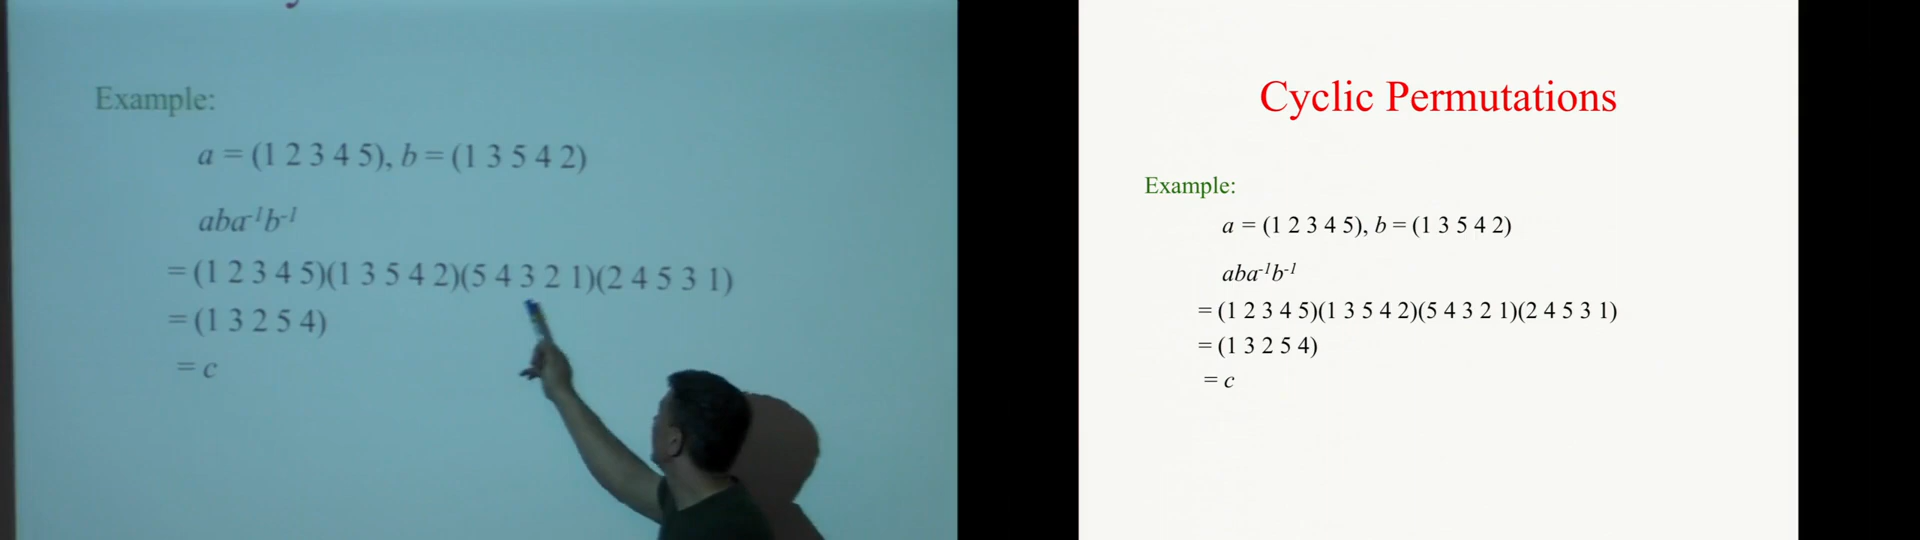 Example:
a = (1 2 3 4 5), b = (1 3 5 4 2)
aba⁻¹b⁻¹
= (1 2 3 4 5)(1 3 5 4 2)(5 4 3 2 1)(2 4 5 3 1)
= (1 3 2 5 4)
= c
Cyclic Permutations
Example:
a = (1 2 3 4 5), b = (1 3 5 4 2)
aba⁻¹b⁻¹
= (1 2 3 4 5)(1 3 5 4 2)(5 4 3 2 1)(2 4 5 3 1)
= (1 3 2 5 4)
= c